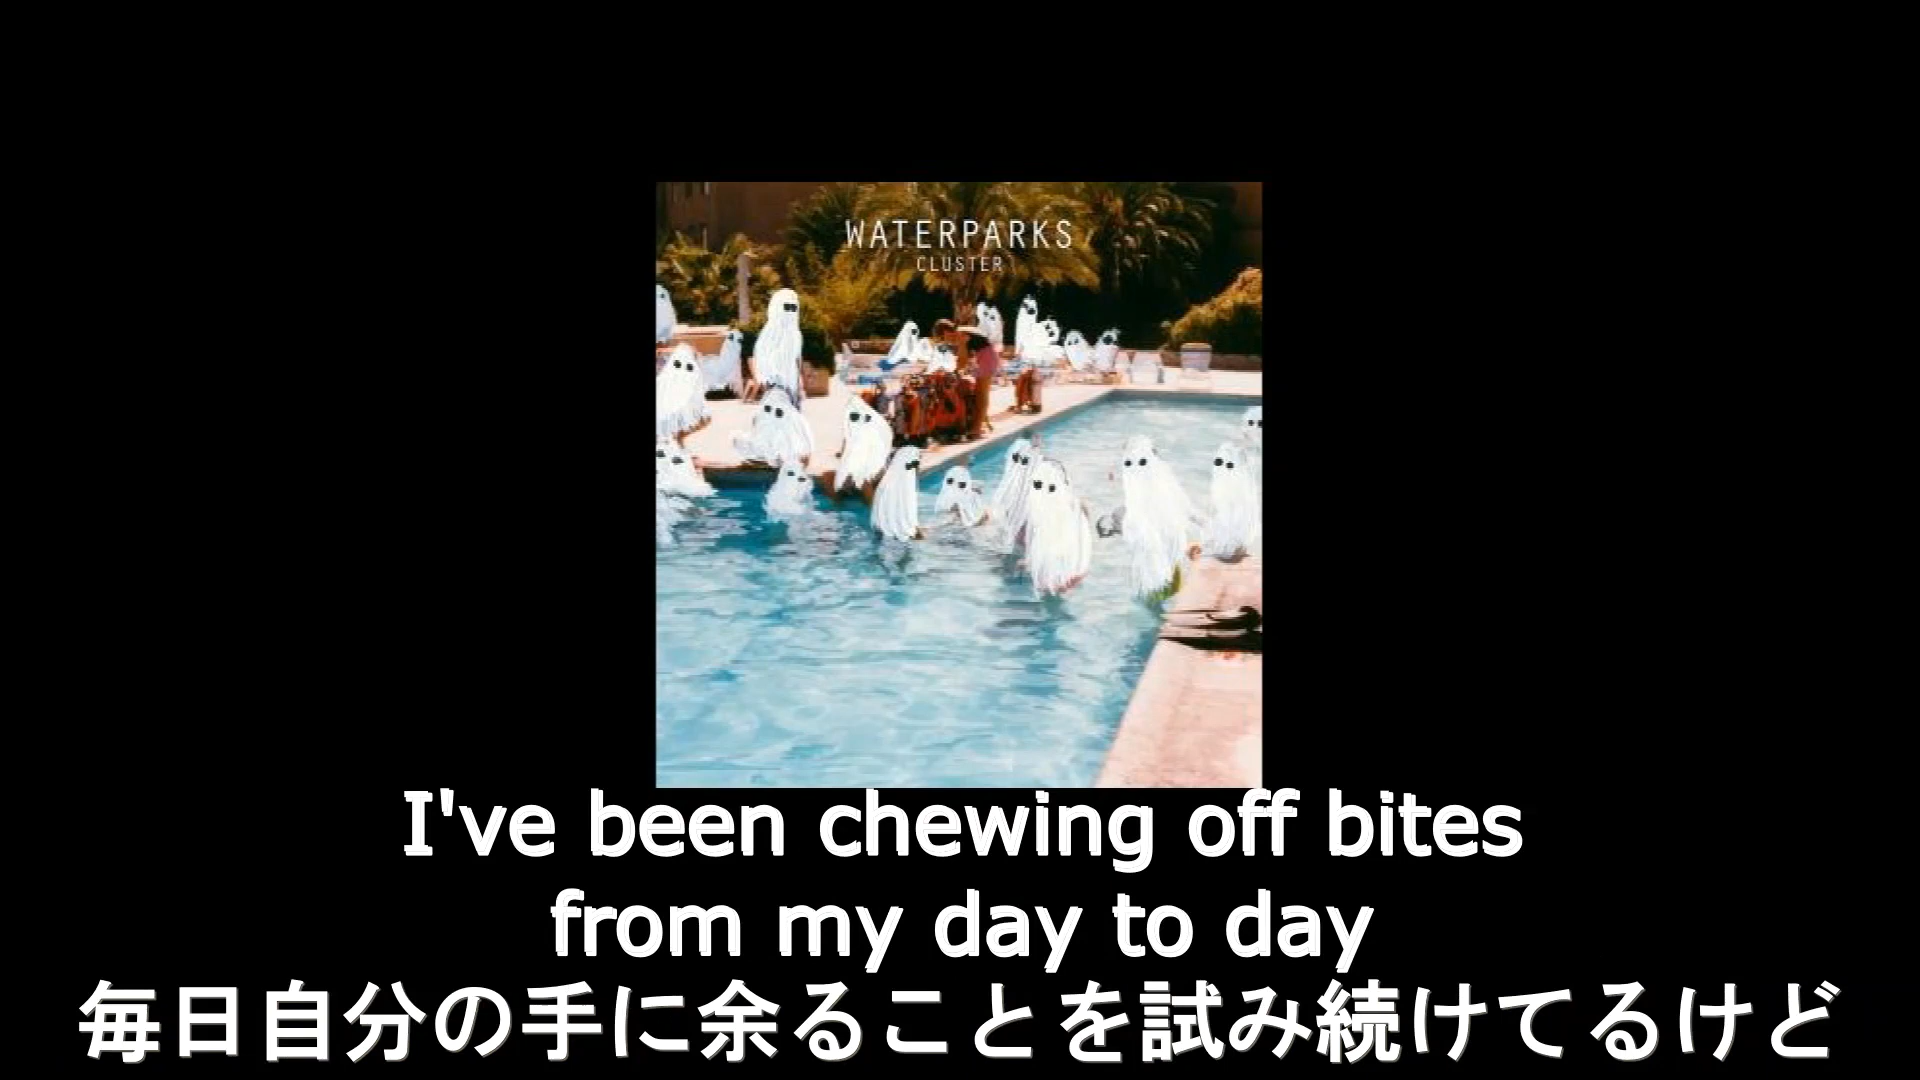 WATERPARKS
CLUSTER
I've been chewing off bites
from my day to day
毎日自分の手に余ることを試み続けてるけど